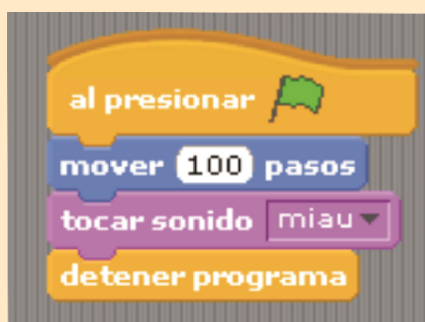 al presionar
mover 100 pasos
tocar sonido miau
detener programa